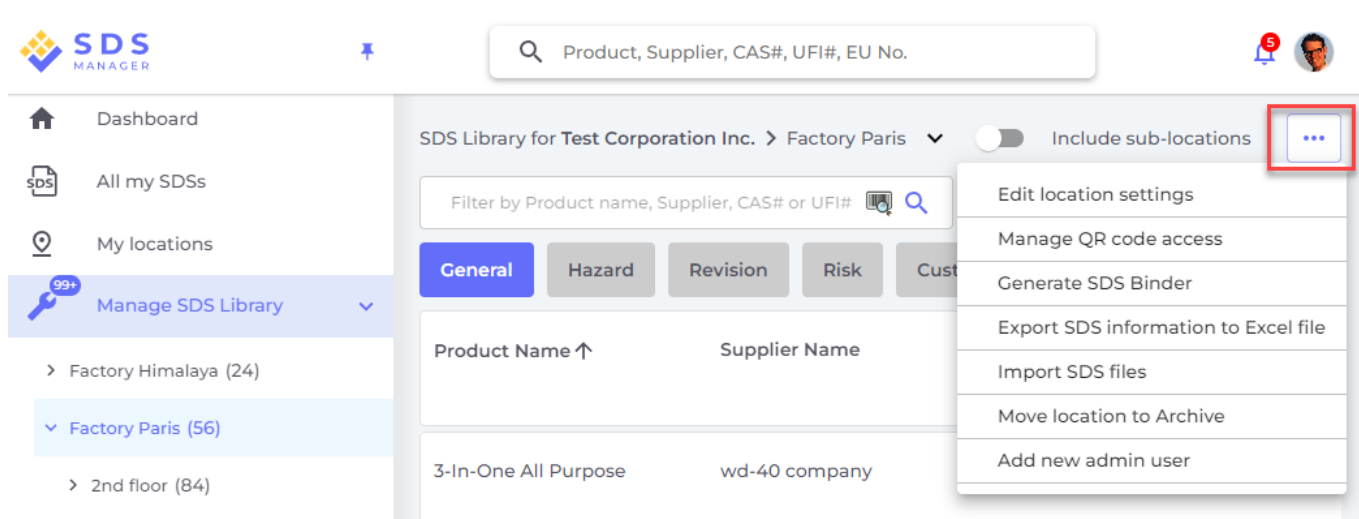 SDS
MANAGER
Product, Supplier, CAS#, UFI#, EU No.
5
Dashboard
SDS
All my SDSs
My locations
99+
Manage SDS Library
Factory Himalaya (24)
Factory Paris (56)
2nd floor (84)
SDS Library for Test Corporation Inc. > Factory Paris
Include sub-locations
Filter by Product name, Supplier, CAS# or UFI#
General
Hazard
Revision
Risk
Cust
Product Name
Supplier Name
3-In-One All Purpose
wd-40 company
Edit location settings
Manage QR code access
Generate SDS Binder
Export SDS information to Excel file
Import SDS files
Move location to Archive
Add new admin user